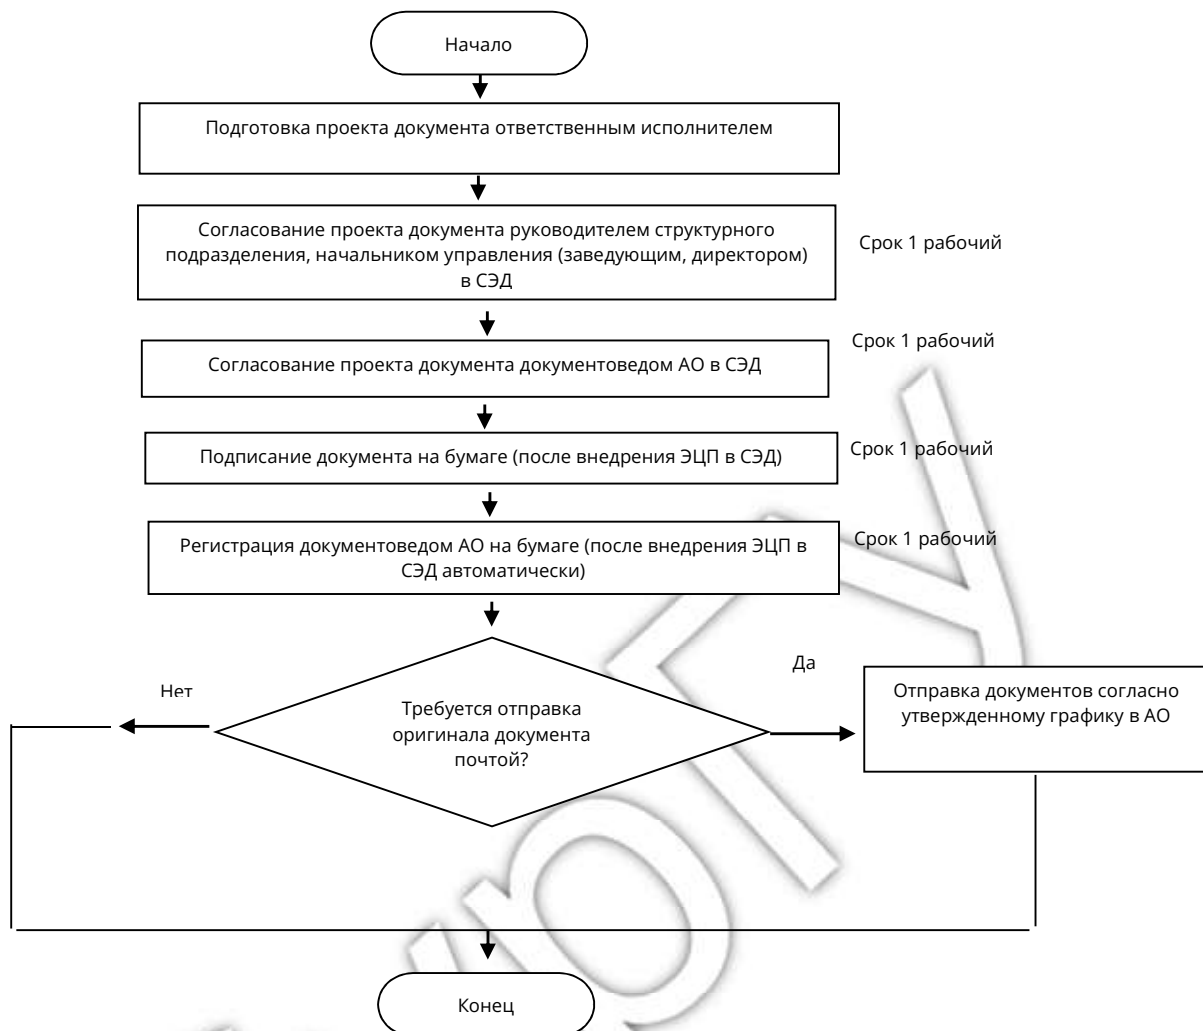 Начало
Подготовка проекта документа ответственным исполнителем
Согласование проекта документа руководителем структурного
подразделения, начальником управления (заведующим, директором)
в СЭД
Срок 1 рабочий
Согласование проекта документа документоведом АО в СЭД
Срок 1 рабочий
Подписание документа на бумаге (после внедрения ЭЦП в СЭД)
Срок 1 рабочий
Регистрация документоведом АО на бумаге (после внедрения ЭЦП в
СЭД автоматически)
Срок 1 рабочий
Нет
Требуется отправка
оригинала документа
почтой?
Да
Отправка документов согласно
утвержденному графику в АО
Конец